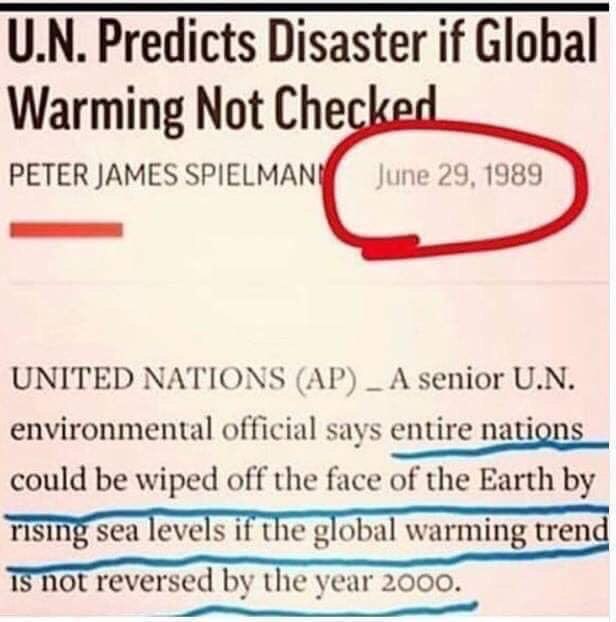 U.N. Predicts Disaster if Global
Warming Not Checked
PETER JAMES SPIELMANN June 29, 1989
UNITED NATIONS (AP) _ A senior U.N.
environmental official says entire nations
could be wiped off the face of the Earth by
rising sea levels if the global warming trend
is not reversed by the year 2000.